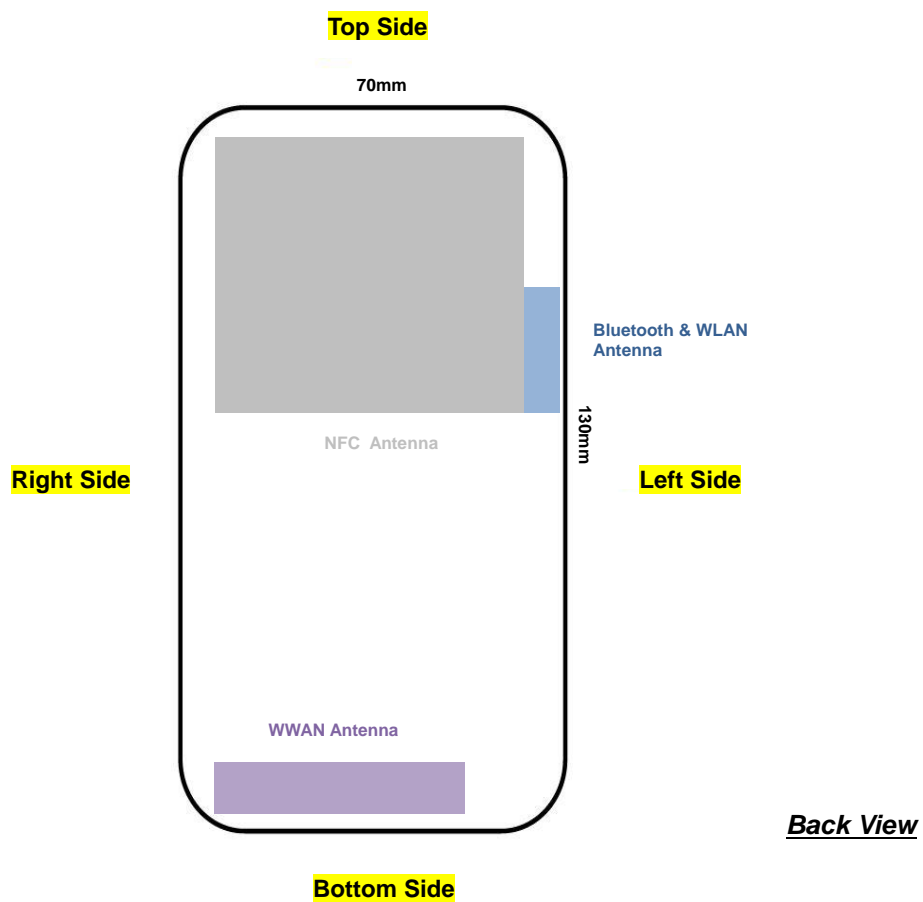 Top Side
70mm
Bluetooth & WLAN
Antenna
130mm
NFC Antenna
Right Side
Left Side
WWAN Antenna
Back View
Bottom Side